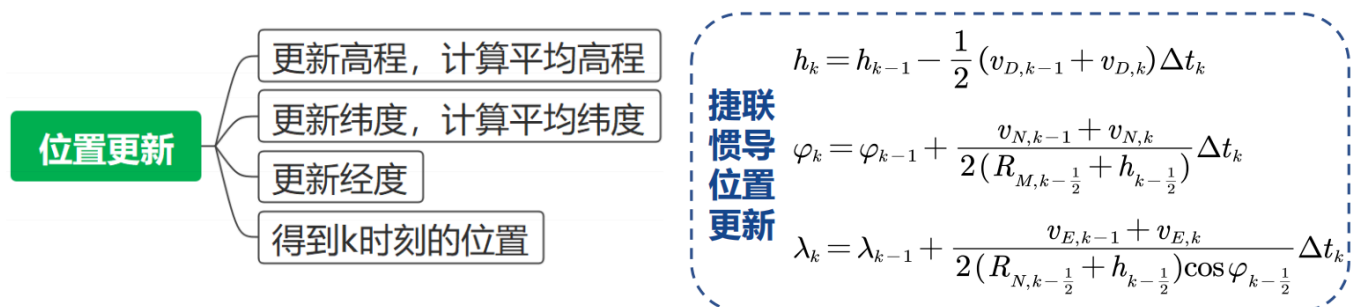 位置更新
更新高程，计算平均高程
更新纬度，计算平均纬度
更新经度
得到k时刻的位置
捷联
惯导
位置
更新
$h_k = h_{k-1} - \frac{1}{2}(v_{D,k-1} + v_{D,k})\Delta t_k$
$\varphi_k = \varphi_{k-1} + \frac{v_{N,k-1} + v_{N,k}}{2(R_{M,k-\frac{1}{2}} + h_{k-\frac{1}{2}})}\Delta t_k$
$\lambda_k = \lambda_{k-1} + \frac{v_{E,k-1} + v_{E,k}}{2(R_{N,k-\frac{1}{2}} + h_{k-\frac{1}{2}})\cos\varphi_{k-\frac{1}{2}}}\Delta t_k$